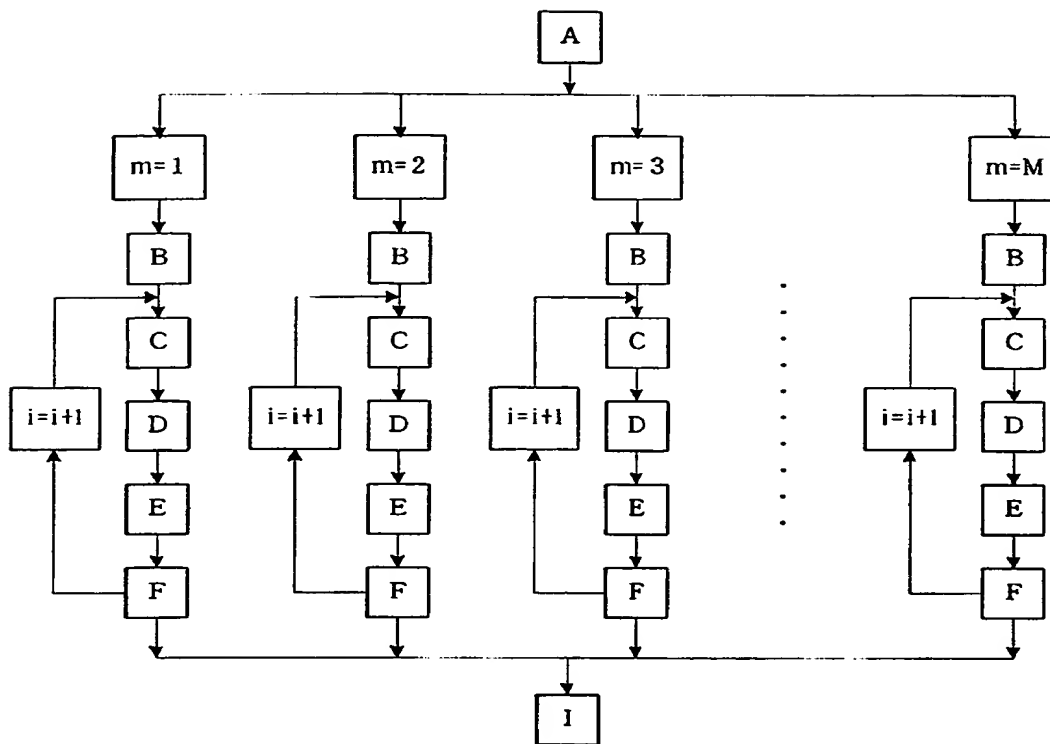 A
m=1 m=2 m=3 m=M
B B B B
C C C C
i=i+1 i=i+1 i=i+1 i=i+1
D D D D
E E E E
F F F F
I